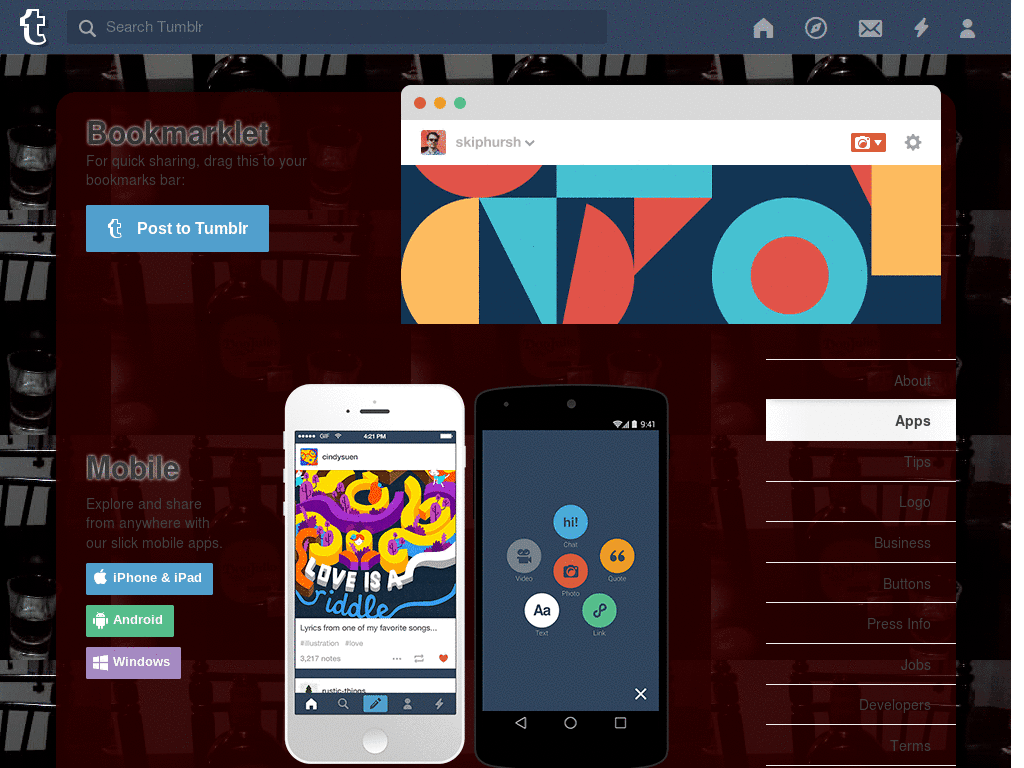 Search Tumblr
Bookmarklet
For quick sharing, drag this to your
bookmarks bar:
Post to Tumblr
skiphursh
Mobile
Explore and share
from anywhere with
our slick mobile apps.
iPhone & iPad
Android
Windows
GIF
4:21 PM
cindysuen
LOVE IS A
riddle
Lyrics from one of my favorite songs...
#illustration #love
3,217 notes
rustic-things
9:41
hi!
Chat
Video
Quote
Photo
Aa
Text
Link
About
Apps
Tips
Logo
Business
Buttons
Press Info
Jobs
Developers
Terms